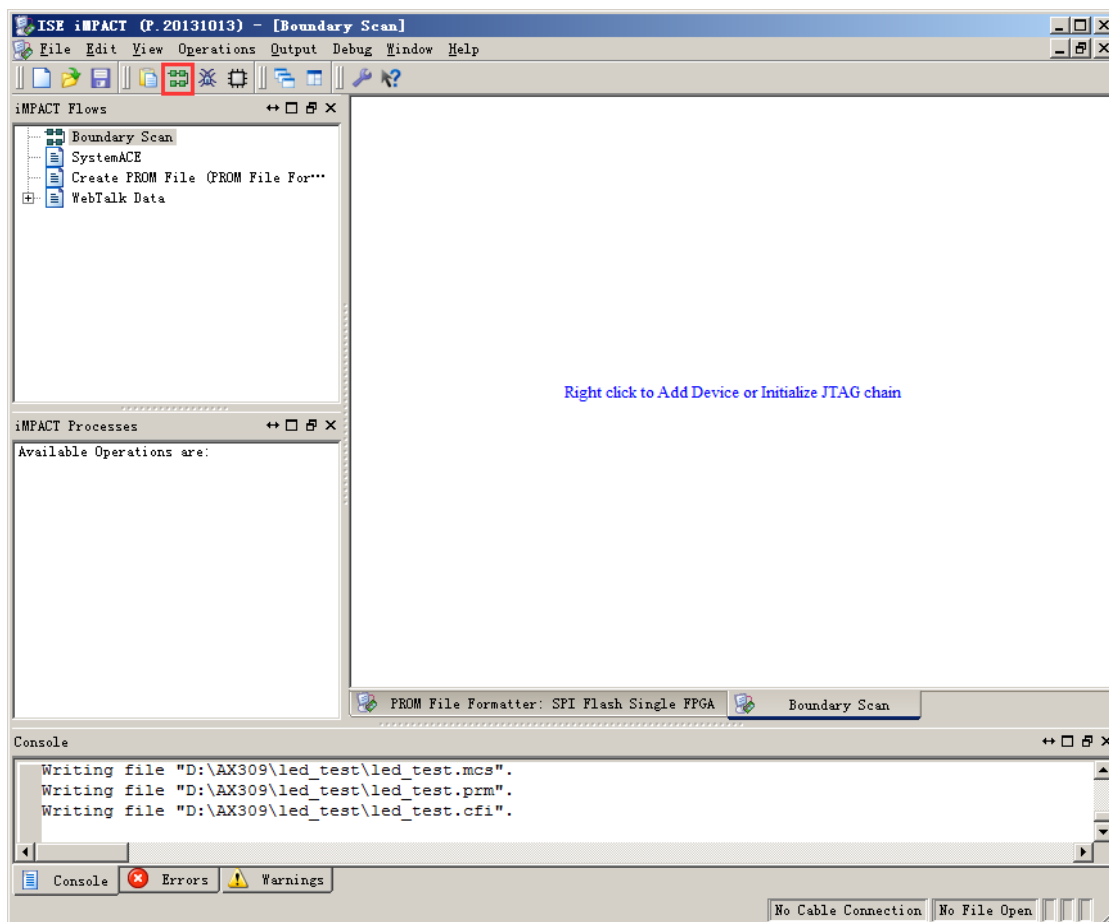 ISE iMPACT (P.20131013) - [Boundary Scan]
File Edit View Operations Output Debug Window Help
iMPACT Flows
Boundary Scan
SystemACE
Create PROM File (PROM File For...
WebTalk Data
Right click to Add Device or Initialize JTAG chain
iMPACT Processes
Available Operations are:
PROM File Formatter: SPI Flash Single FPGA
Boundary Scan
Console
Writing file "D:\AX309\led_test\led_test.mcs".
Writing file "D:\AX309\led_test\led_test.prm".
Writing file "D:\AX309\led_test\led_test.cfi".
Console Errors Warnings
No Cable Connection No File Open